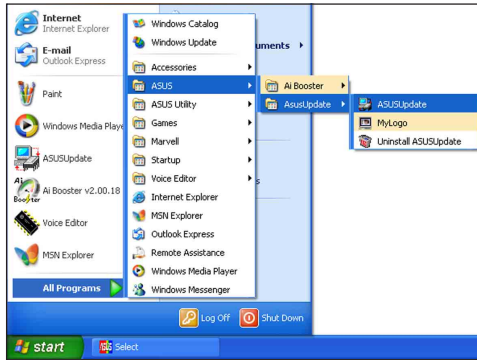 Internet
Internet Explorer
E-mail
Outlook Express
Paint
Windows Media Playe
ASUSUpdate
Ai Booster v2.00.18
Voice Editor
MSN Explorer
All Programs
Windows Catalog
Windows Update
Accessories
ASUS
ASUS Utility
Games
Marvell
Startup
Voice Editor
Internet Explorer
MSN Explorer
Outlook Express
Remote Assistance
Windows Media Player
Windows Messenger
uments
s
Ai Booster
AsusUpdate
ASUSUpdate
MyLogo
Uninstall ASUSUpdate
Log Off
Shut Down
start
Select